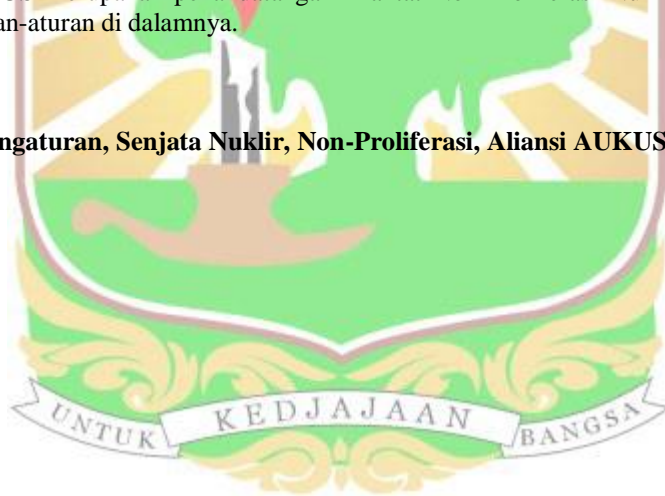 an-aturan di dalamnya.
ngaturan, Senjata Nuklir, Non-Proliferasi, Aliansi AUKUS
UNTUK KEDJAJAAN BANGSA